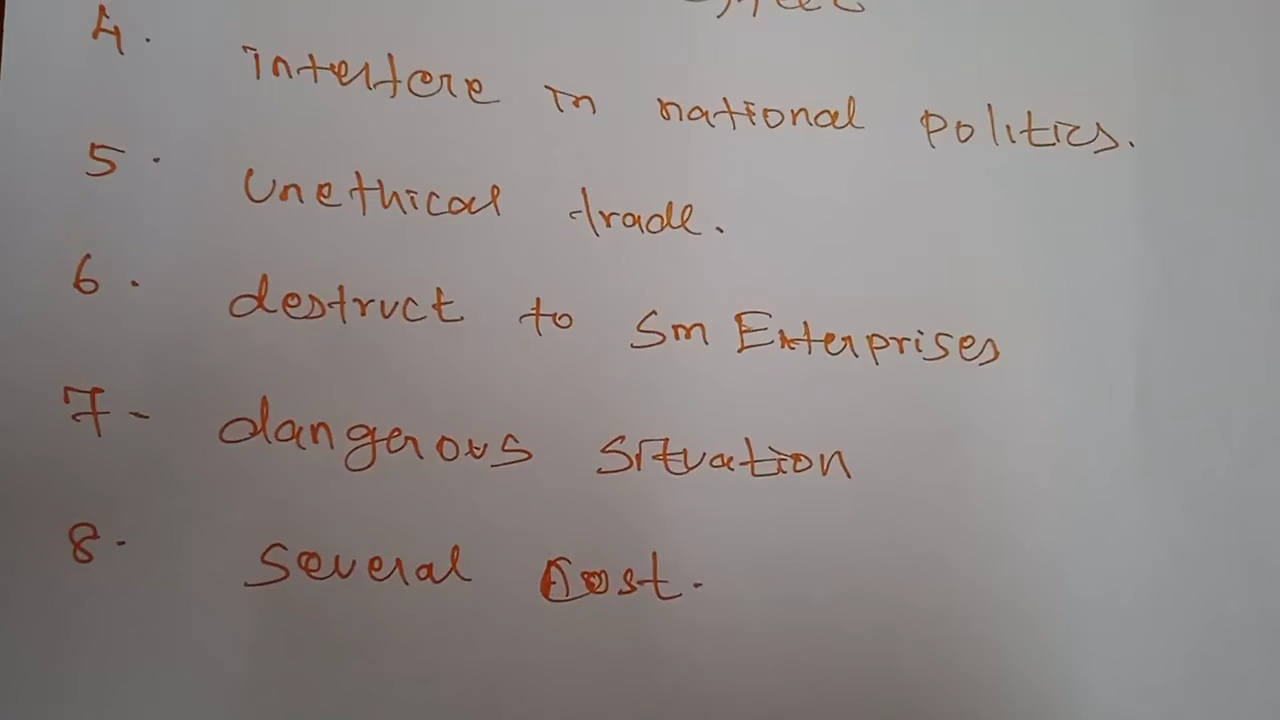 4. interfere in national politics.
5. unethical trade.
6. destruct to Sm Enterprises
7- dangerous situation
8. Several Cost.